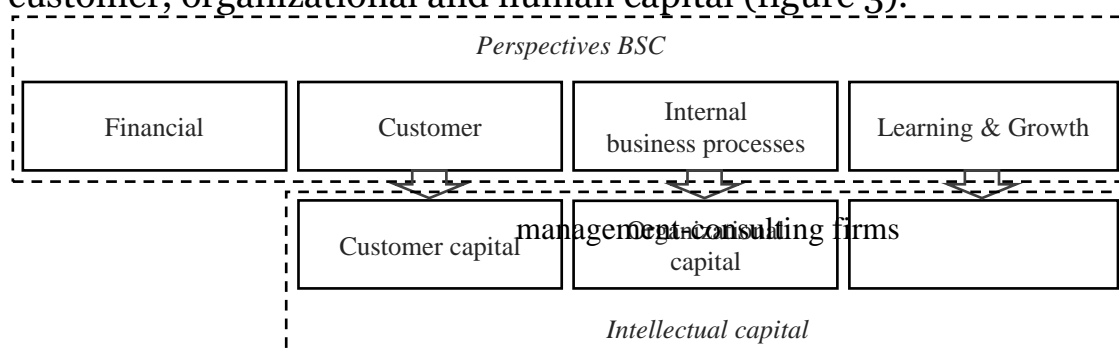 customer, organizational and human capital (figure 3).
Perspectives BSC
Financial
Customer
Internal
business processes
Learning & Growth
Customer capital
management-consulting firms
Organizational
capital
Intellectual capital